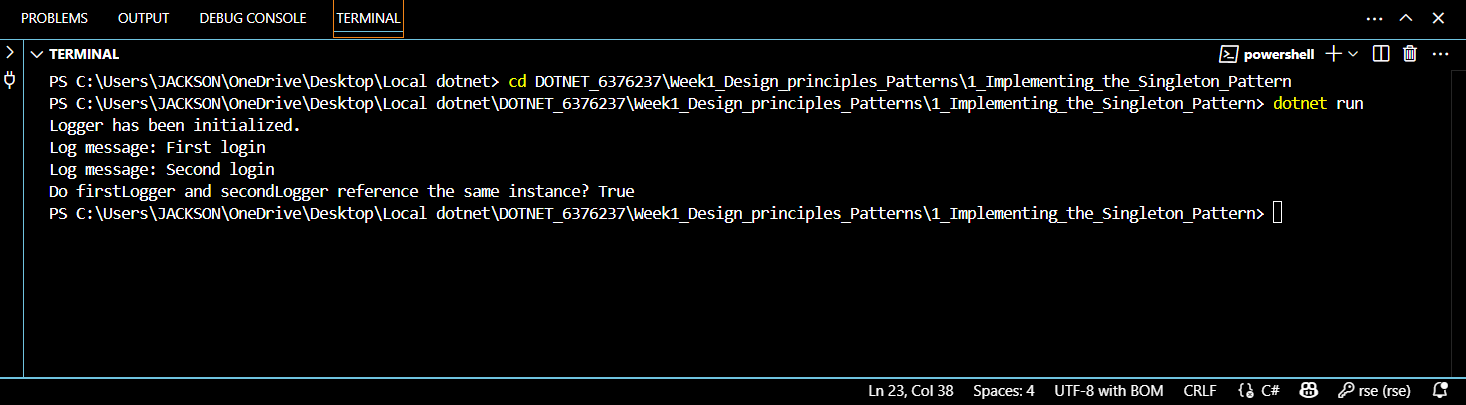 PROBLEMS OUTPUT DEBUG CONSOLE TERMINAL
TERMINAL powershell
PS C:\Users\JACKSON\OneDrive\Desktop\Local dotnet> cd DOTNET_6376237\Week1_Design_principles_Patterns\1_Implementing_the_Singleton_Pattern
PS C:\Users\JACKSON\OneDrive\Desktop\Local dotnet\DOTNET_6376237\Week1_Design_principles_Patterns\1_Implementing_the_Singleton_Pattern> dotnet run
Logger has been initialized.
Log message: First login
Log message: Second login
Do firstLogger and secondLogger reference the same instance? True
PS C:\Users\JACKSON\OneDrive\Desktop\Local dotnet\DOTNET_6376237\Week1_Design_principles_Patterns\1_Implementing_the_Singleton_Pattern>
Ln 23, Col 38 Spaces: 4 UTF-8 with BOM CRLF C# rse (rse)